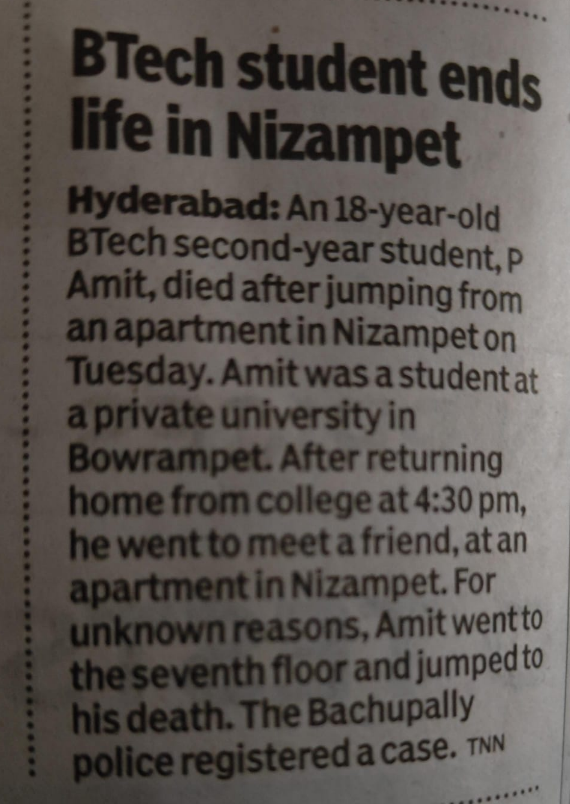 BTech student ends
life in Nizampet
Hyderabad: An 18-year-old
BTech second-year student, P
Amit, died after jumping from
an apartment in Nizampet on
Tuesday. Amit was a student at
a private university in
Bowrampet. After returning
home from college at 4:30 pm,
he went to meet a friend, at an
apartment in Nizampet. For
unknown reasons, Amit went to
the seventh floor and jumped to
his death. The Bachupally
police registered a case. TNN